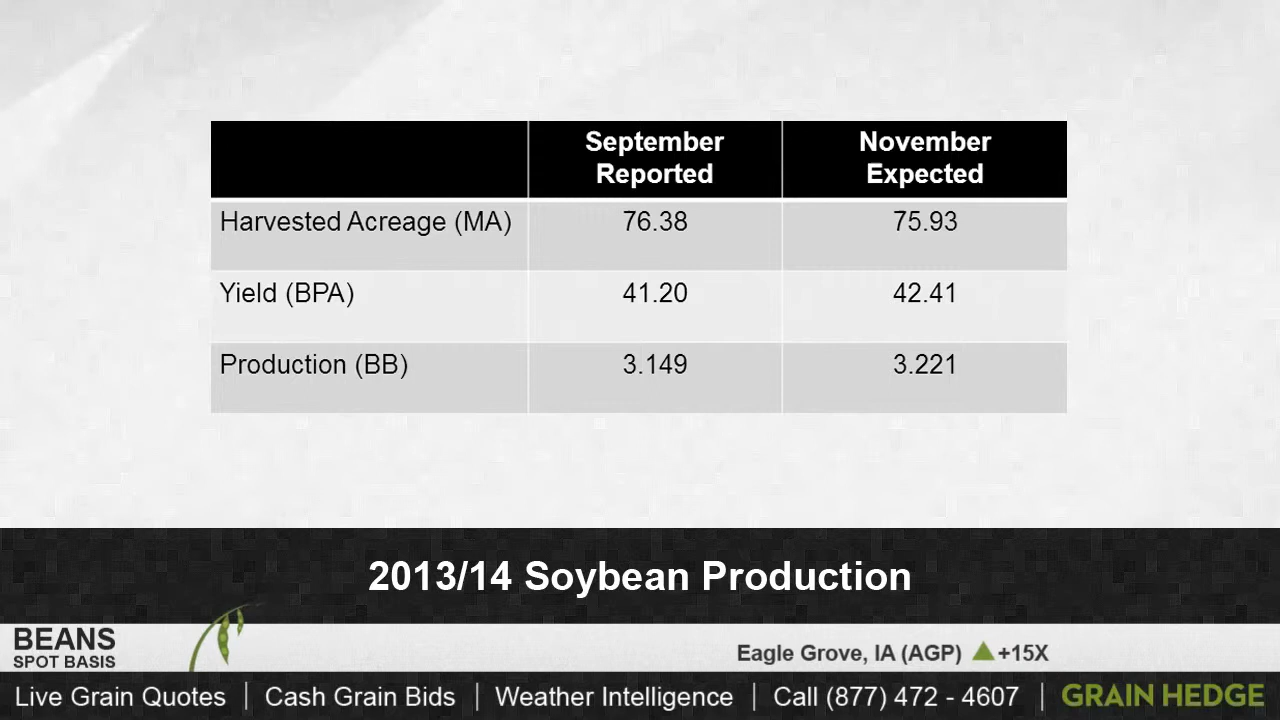 September Reported
November Expected
Harvested Acreage (MA) 76.38 75.93
Yield (BPA) 41.20 42.41
Production (BB) 3.149 3.221
2013/14 Soybean Production
BEANS
SPOT BASIS
Eagle Grove, IA (AGP) +15X
Live Grain Quotes | Cash Grain Bids | Weather Intelligence | Call (877) 472 - 4607 | GRAIN HEDGE